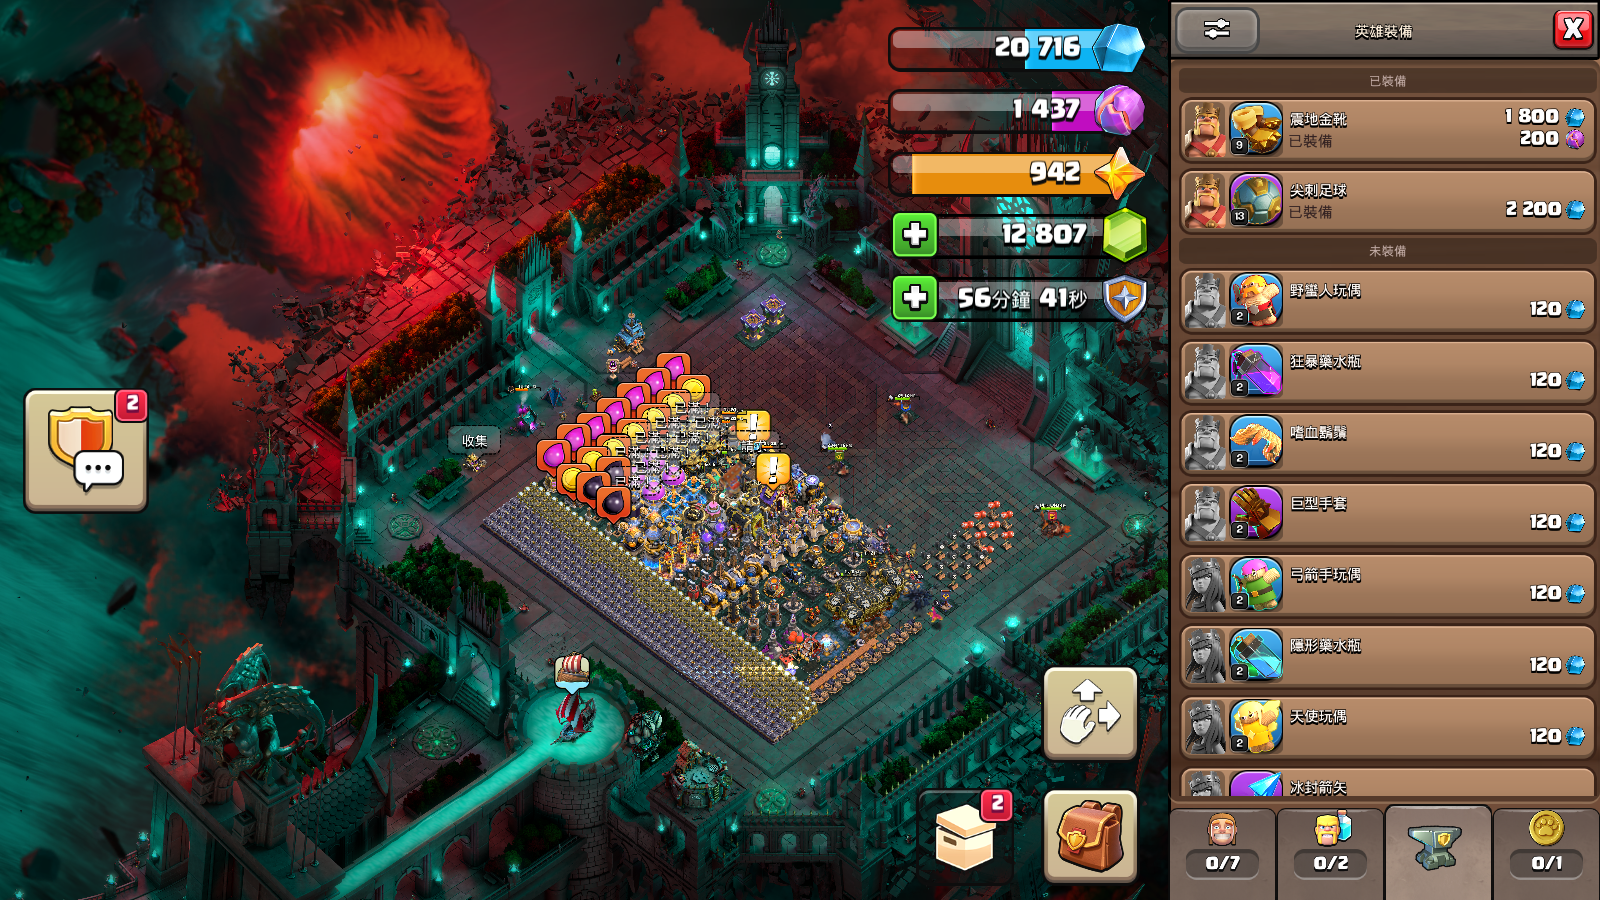 20 716
1 437
942
12 807
56分鐘 41秒
2
收集
已滿!
2
英雄裝備
已裝備
震地金靴
已裝備
9
1 800
200
尖刺足球
已裝備
13
2 200
未裝備
野蠻人玩偶
2
120
狂暴藥水瓶
2
120
嗜血鬍鬚
2
120
巨型手套
2
120
弓箭手玩偶
2
120
隱形藥水瓶
2
120
天使玩偶
2
120
冰封箭矢
0/7
0/2
0/1